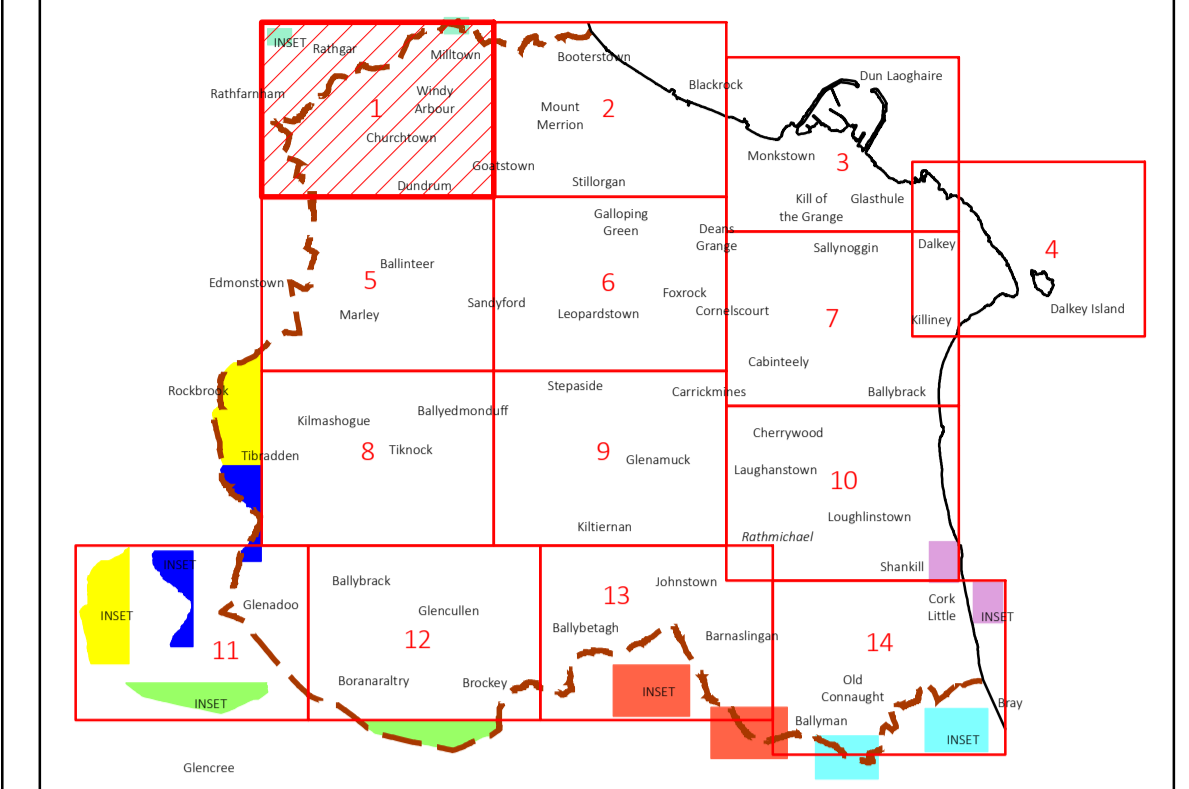 INSET
Rathgar
Milltown
Booterstown
Dun Laoghaire
Rathfarnham
Windy
Arbour
1
Blackrock
Mount
Merrion
2
Churchtown
Monkstown
3
Goatstown
Dundrum
Stillorgan
Kill of
the Grange
Glasthule
Galloping
Green
Deans
Grange
Sallynoggin
Dalkey
4
Ballinteer
Edmonstown
5
6
Foxrock
Sandyford
Marley
Leopardstown
Cornelscourt
7
Killiney
Dalkey Island
Cabinteely
Rockbrook
Stepaside
Carrickmines
Ballybrack
Kilmashogue
Ballyedmonduff
Cherrywood
Tibradden
8
Tiknock
9
Glenamuck
Laughanstown
10
Loughlinstown
Kiltiernan
Rathmichael
INSET
Shankill
Ballybrack
Johnstown
INSET
Glenadoo
Glencullen
13
Cork
Little
INSET
11
12
Ballybetagh
Barnaslingan
14
Boranaraltry
Brockey
INSET
Old
Connaught
INSET
Bray
Ballyman
INSET
Glencree